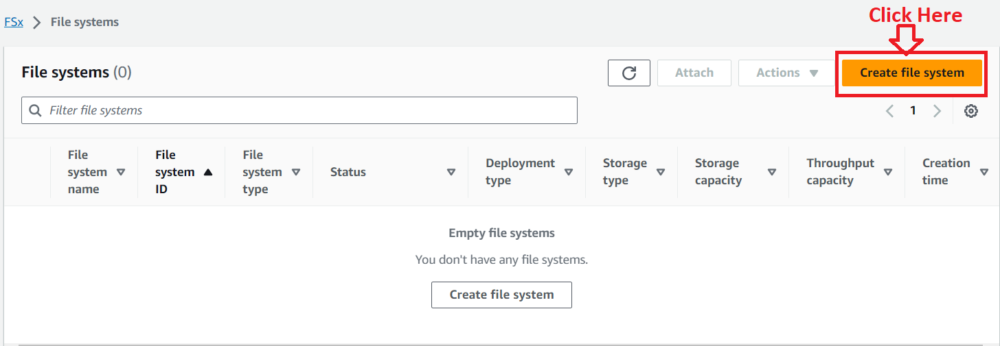 Click Here
FSx File systems
File systems (0)
Attach
Actions
Create file system
Filter file systems
1
File system name
File system ID
File system type
Status
Deployment type
Storage type
Storage capacity
Throughput capacity
Creation time
Empty file systems
You don't have any file systems.
Create file system